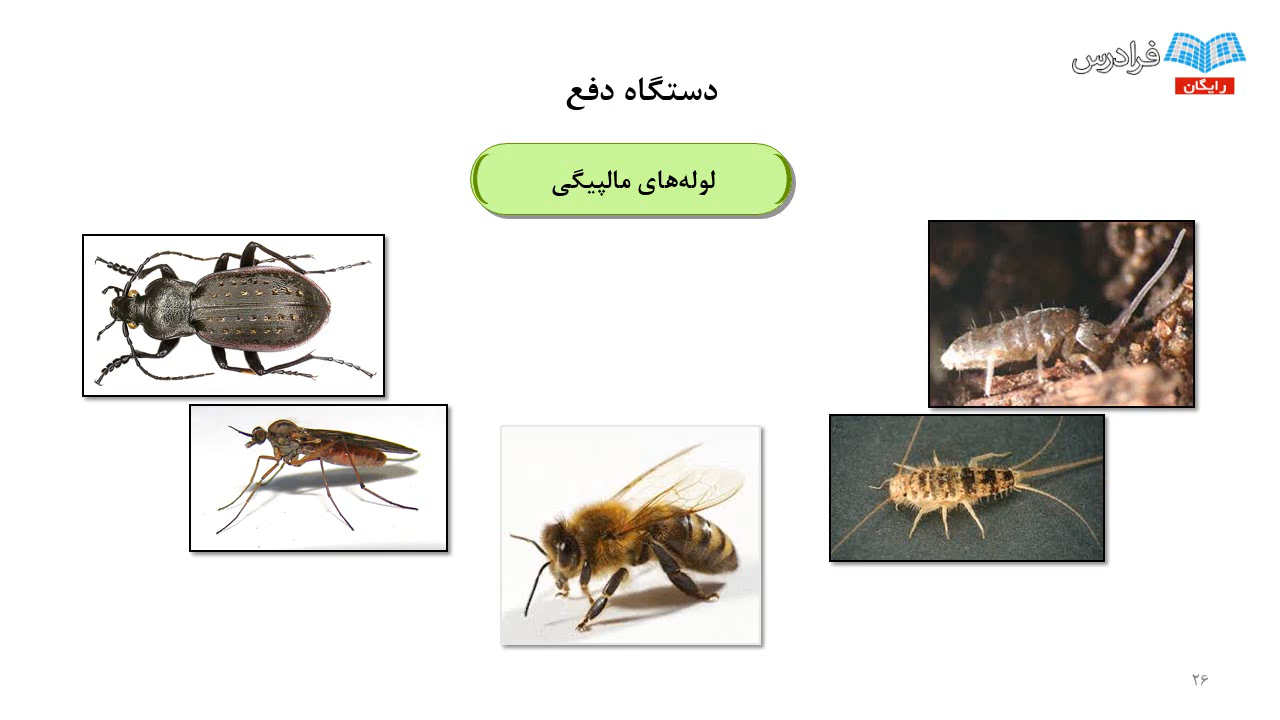 فرادرس
رایگان
دستگاه دفع
لوله‌های مالپیگی
۲۶